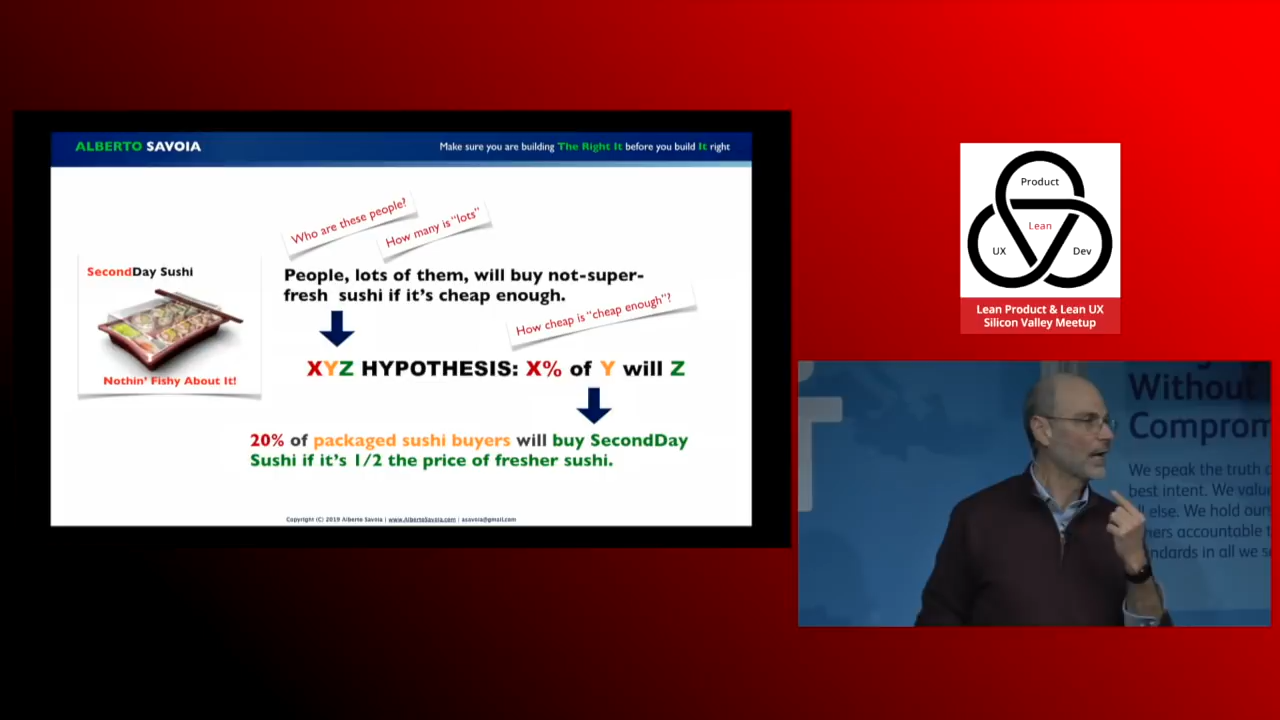 ALBERTO SAVOIA
Make sure you are building The Right It before you build It right
Who are these people?
How many is "lots"
SecondDay Sushi
Nothin' Fishy About It!
People, lots of them, will buy not-super-
fresh sushi if it's cheap enough.
How cheap is "cheap enough"?
XYZ HYPOTHESIS: X% of Y will Z
20% of packaged sushi buyers will buy SecondDay
Sushi if it's 1/2 the price of fresher sushi.
Copyright (C) 2019 Alberto Savoia | www.AlbertoSavoia.com | asavoia@gmail.com
Product
Lean
UX
Dev
Lean Product & Lean UX
Silicon Valley Meetup
Without
Comprom
We speak the truth
best intent. We valu
else. We hold our
accountable
in all we s